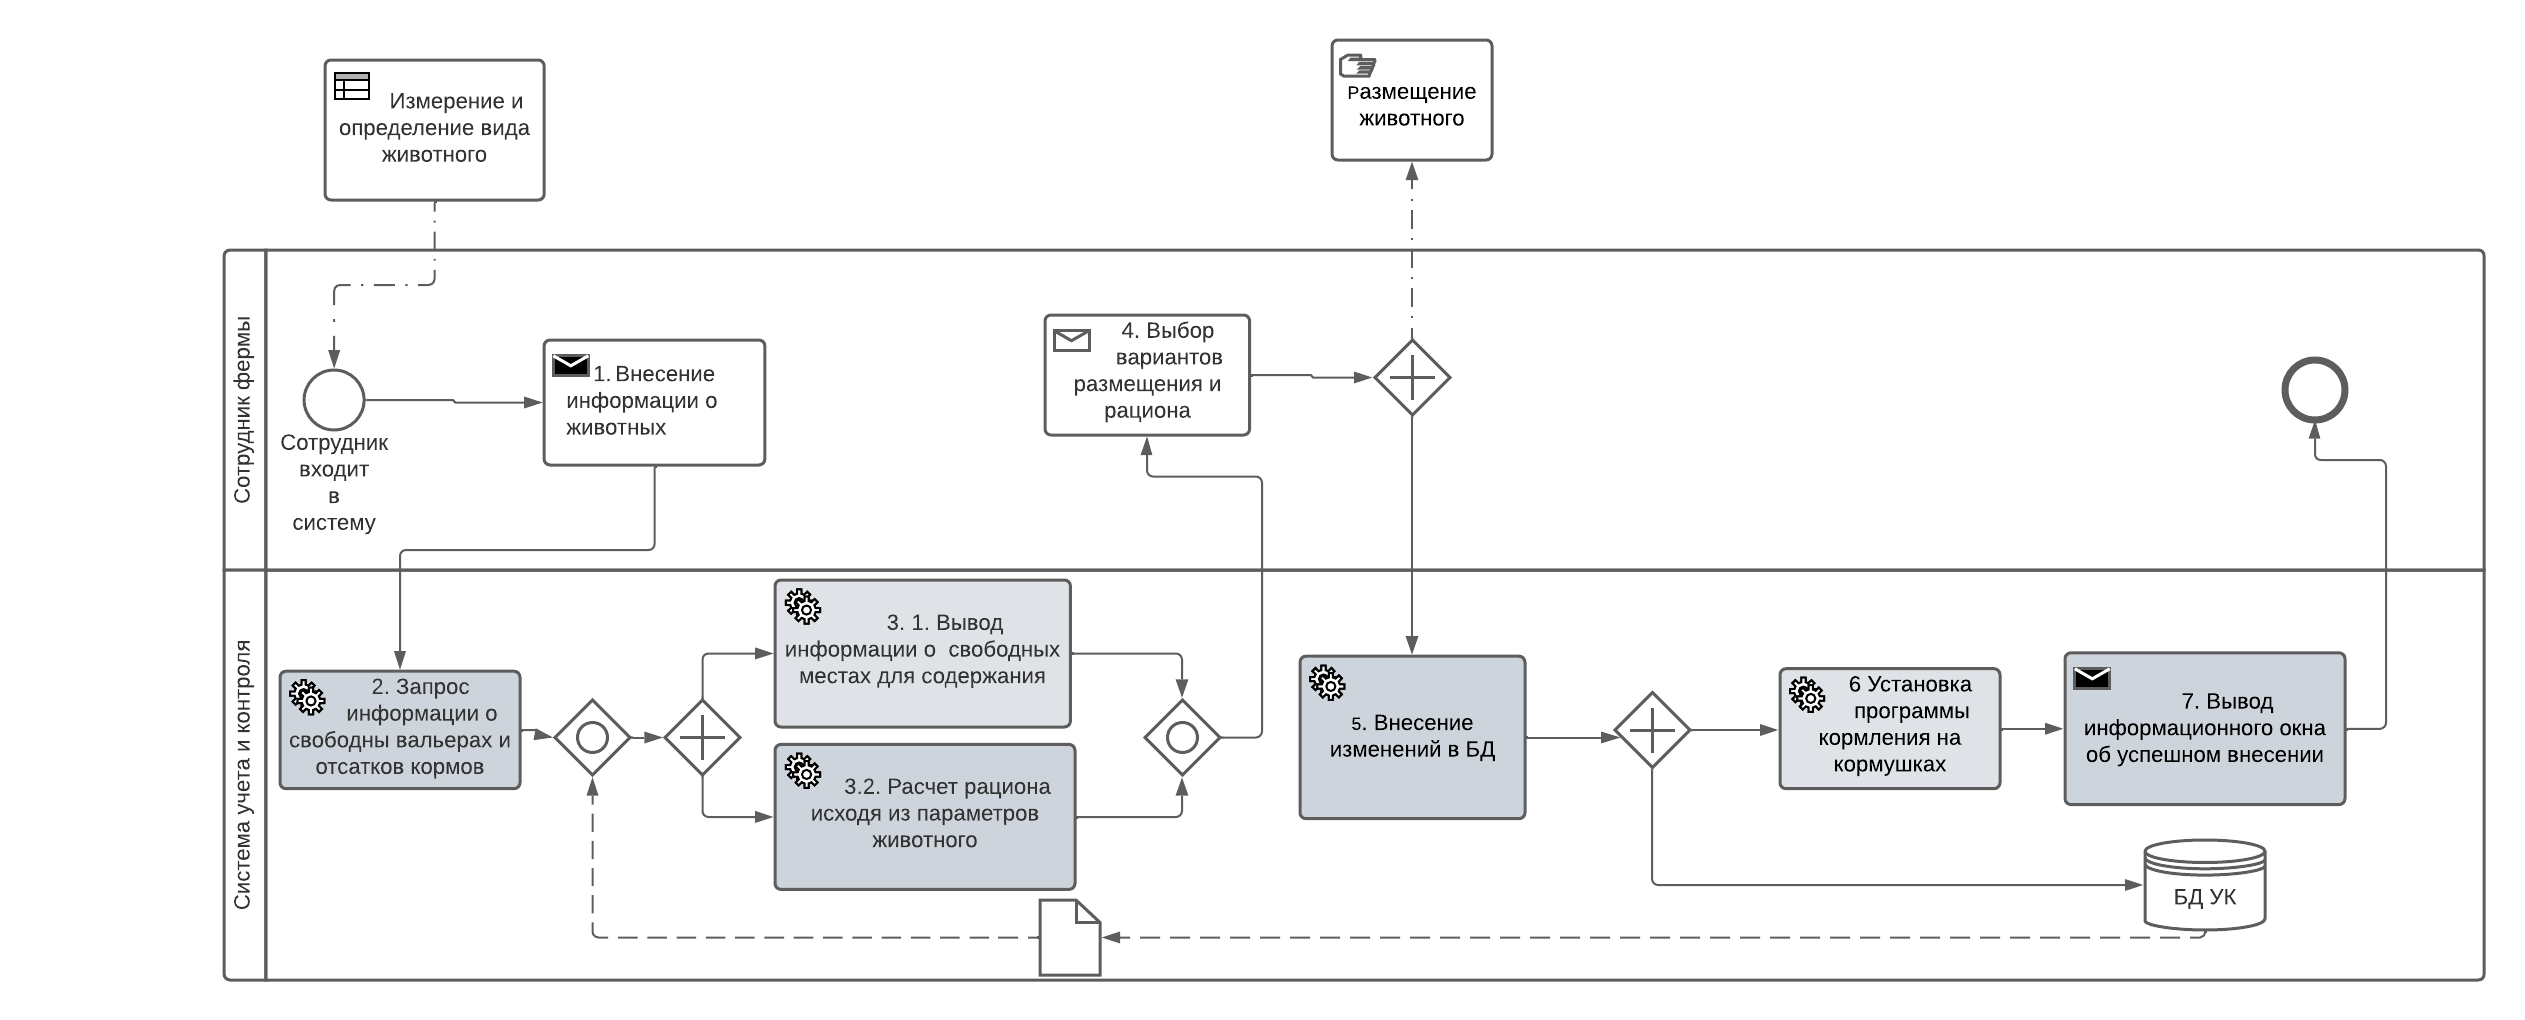 Измерение и
определение вида
животного
Размещение
животного
Сотрудник фермы
Сотрудник
входит
в
систему
1. Внесение
информации о
животных
4. Выбор
вариантов
размещения и
рациона
Система учета и контроля
2. Запрос
информации о
свободны вальерах и
отсатков кормов
3. 1. Вывод
информации о свободных
местах для содержания
3.2. Расчет рациона
исходя из параметров
животного
5. Внесение
изменений в БД
6 Установка
программы
кормления на
кормушках
7. Вывод
информационного окна
об успешном внесении
БД УК